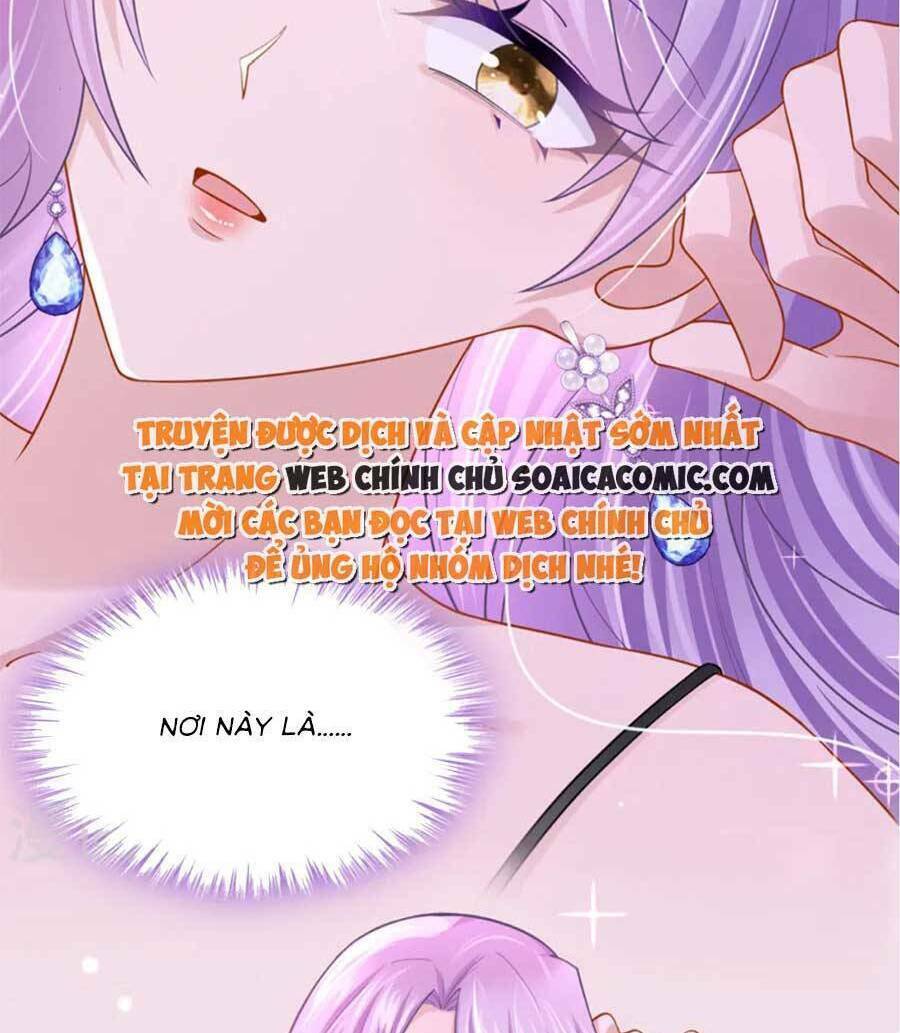 TRUYỆN ĐƯỢC DỊCH VÀ CẬP NHẬT SỚM NHẤT
TẠI TRANG WEB CHÍNH CHỦ SOAICACOMIC.COM
MỜI CÁC BẠN ĐỌC TẠI WEB CHÍNH CHỦ
ĐỂ ỦNG HỘ NHÓM DỊCH NHÉ!
NƠI NÀY LÀ......